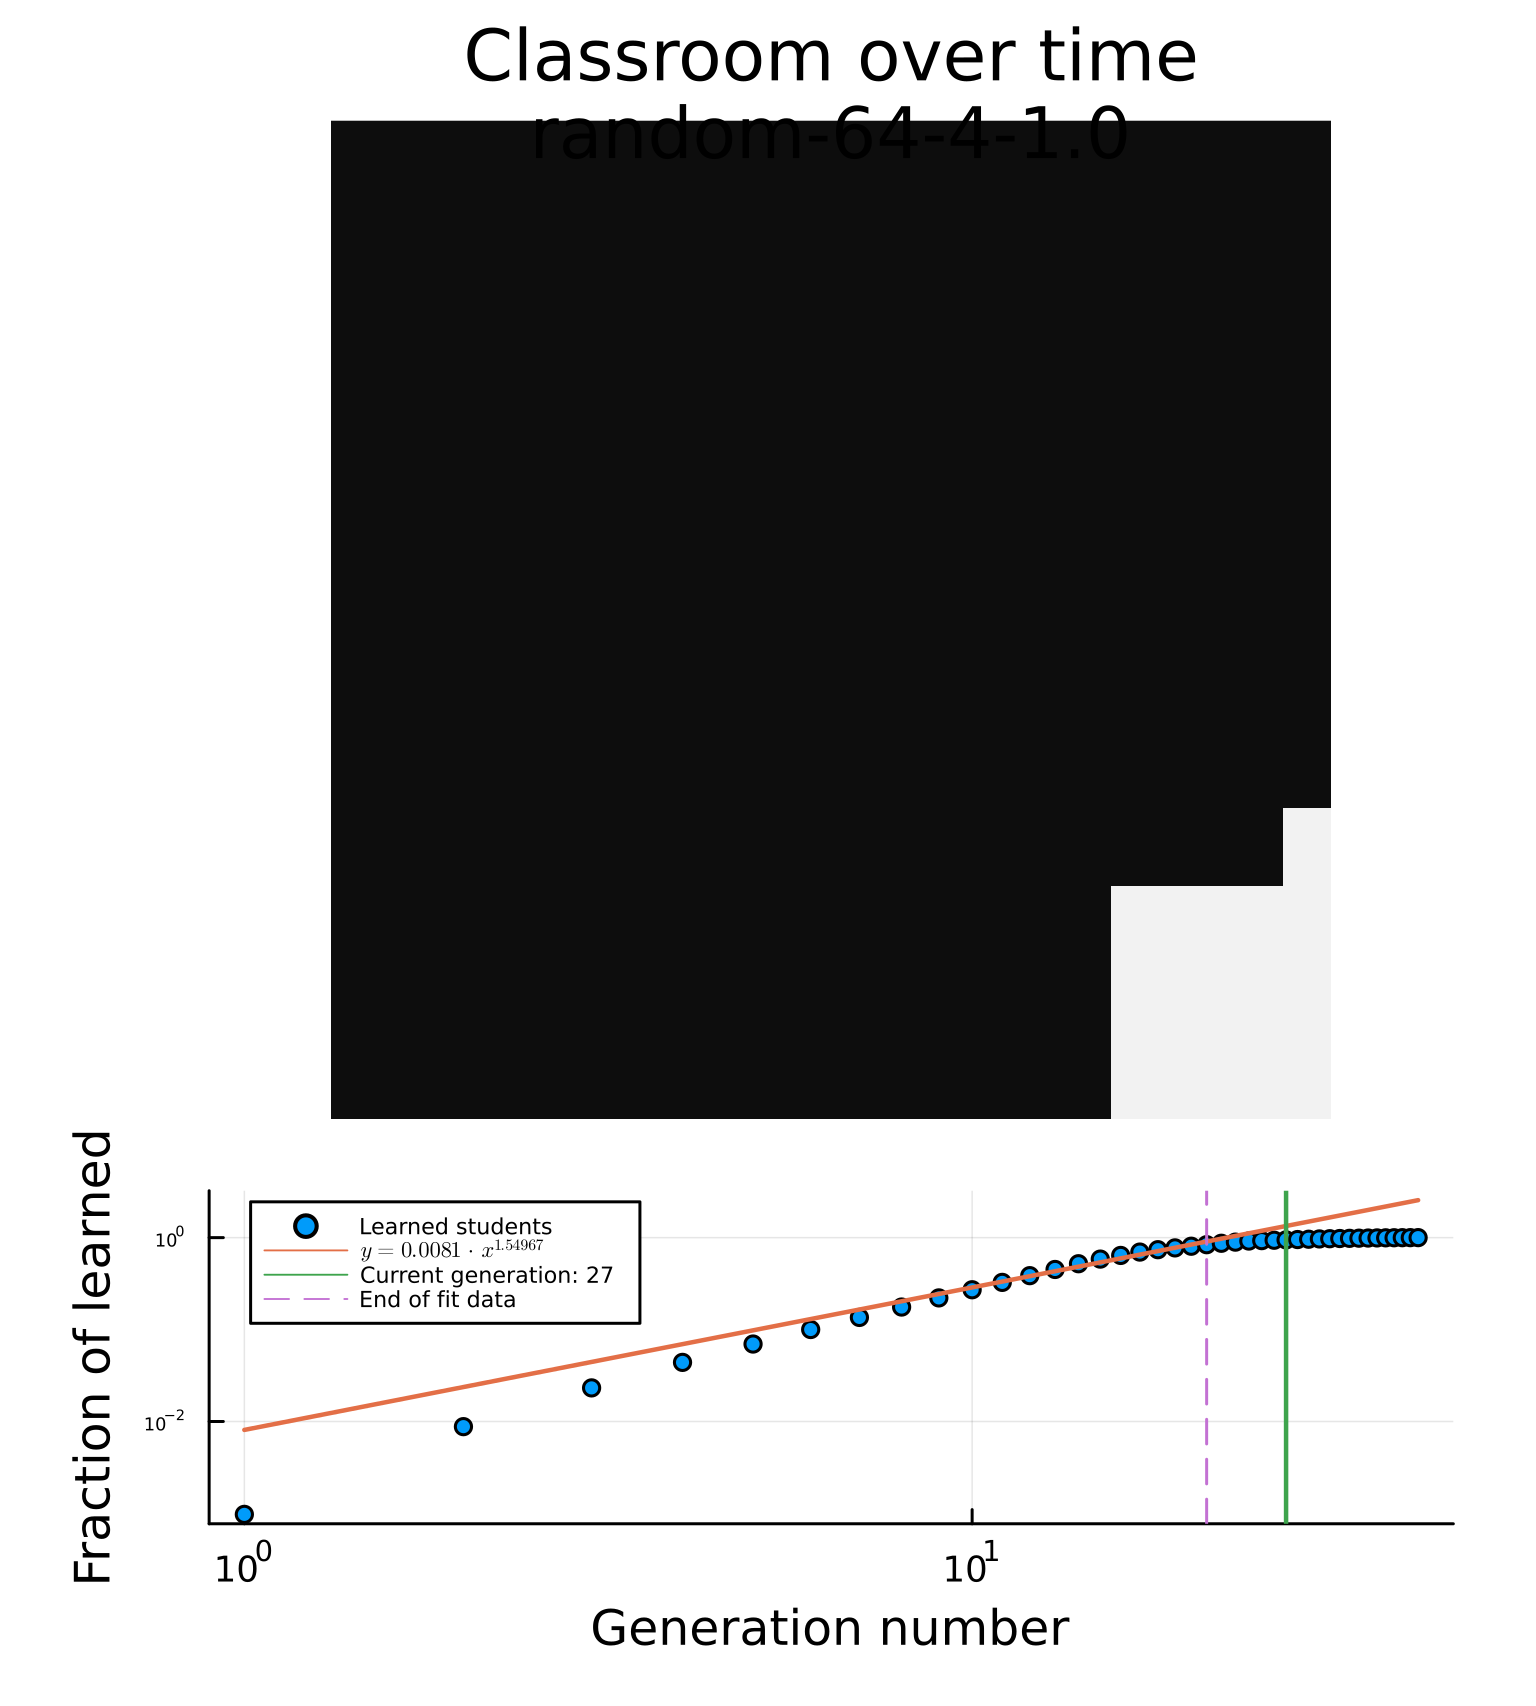 Classroom over time
random-64-4-1.0
Fraction of learned
10⁰
10⁻²
Learned students
y = 0.0081 · x^1.54967
Current generation: 27
End of fit data
10⁰
10¹
Generation number